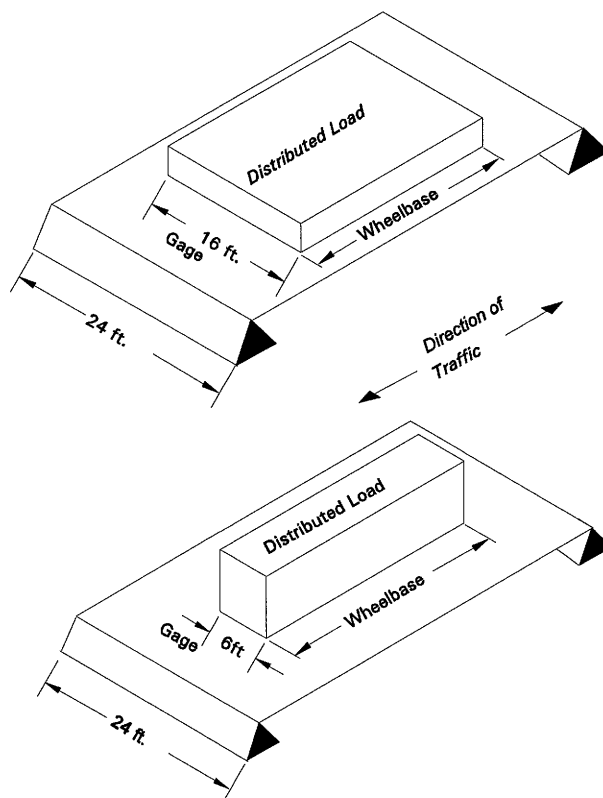 Distributed Load
Wheelbase
16 ft.
Gage
24 ft.
Direction of
Traffic
Distributed Load
Wheelbase
Gage
6ft
24 ft.